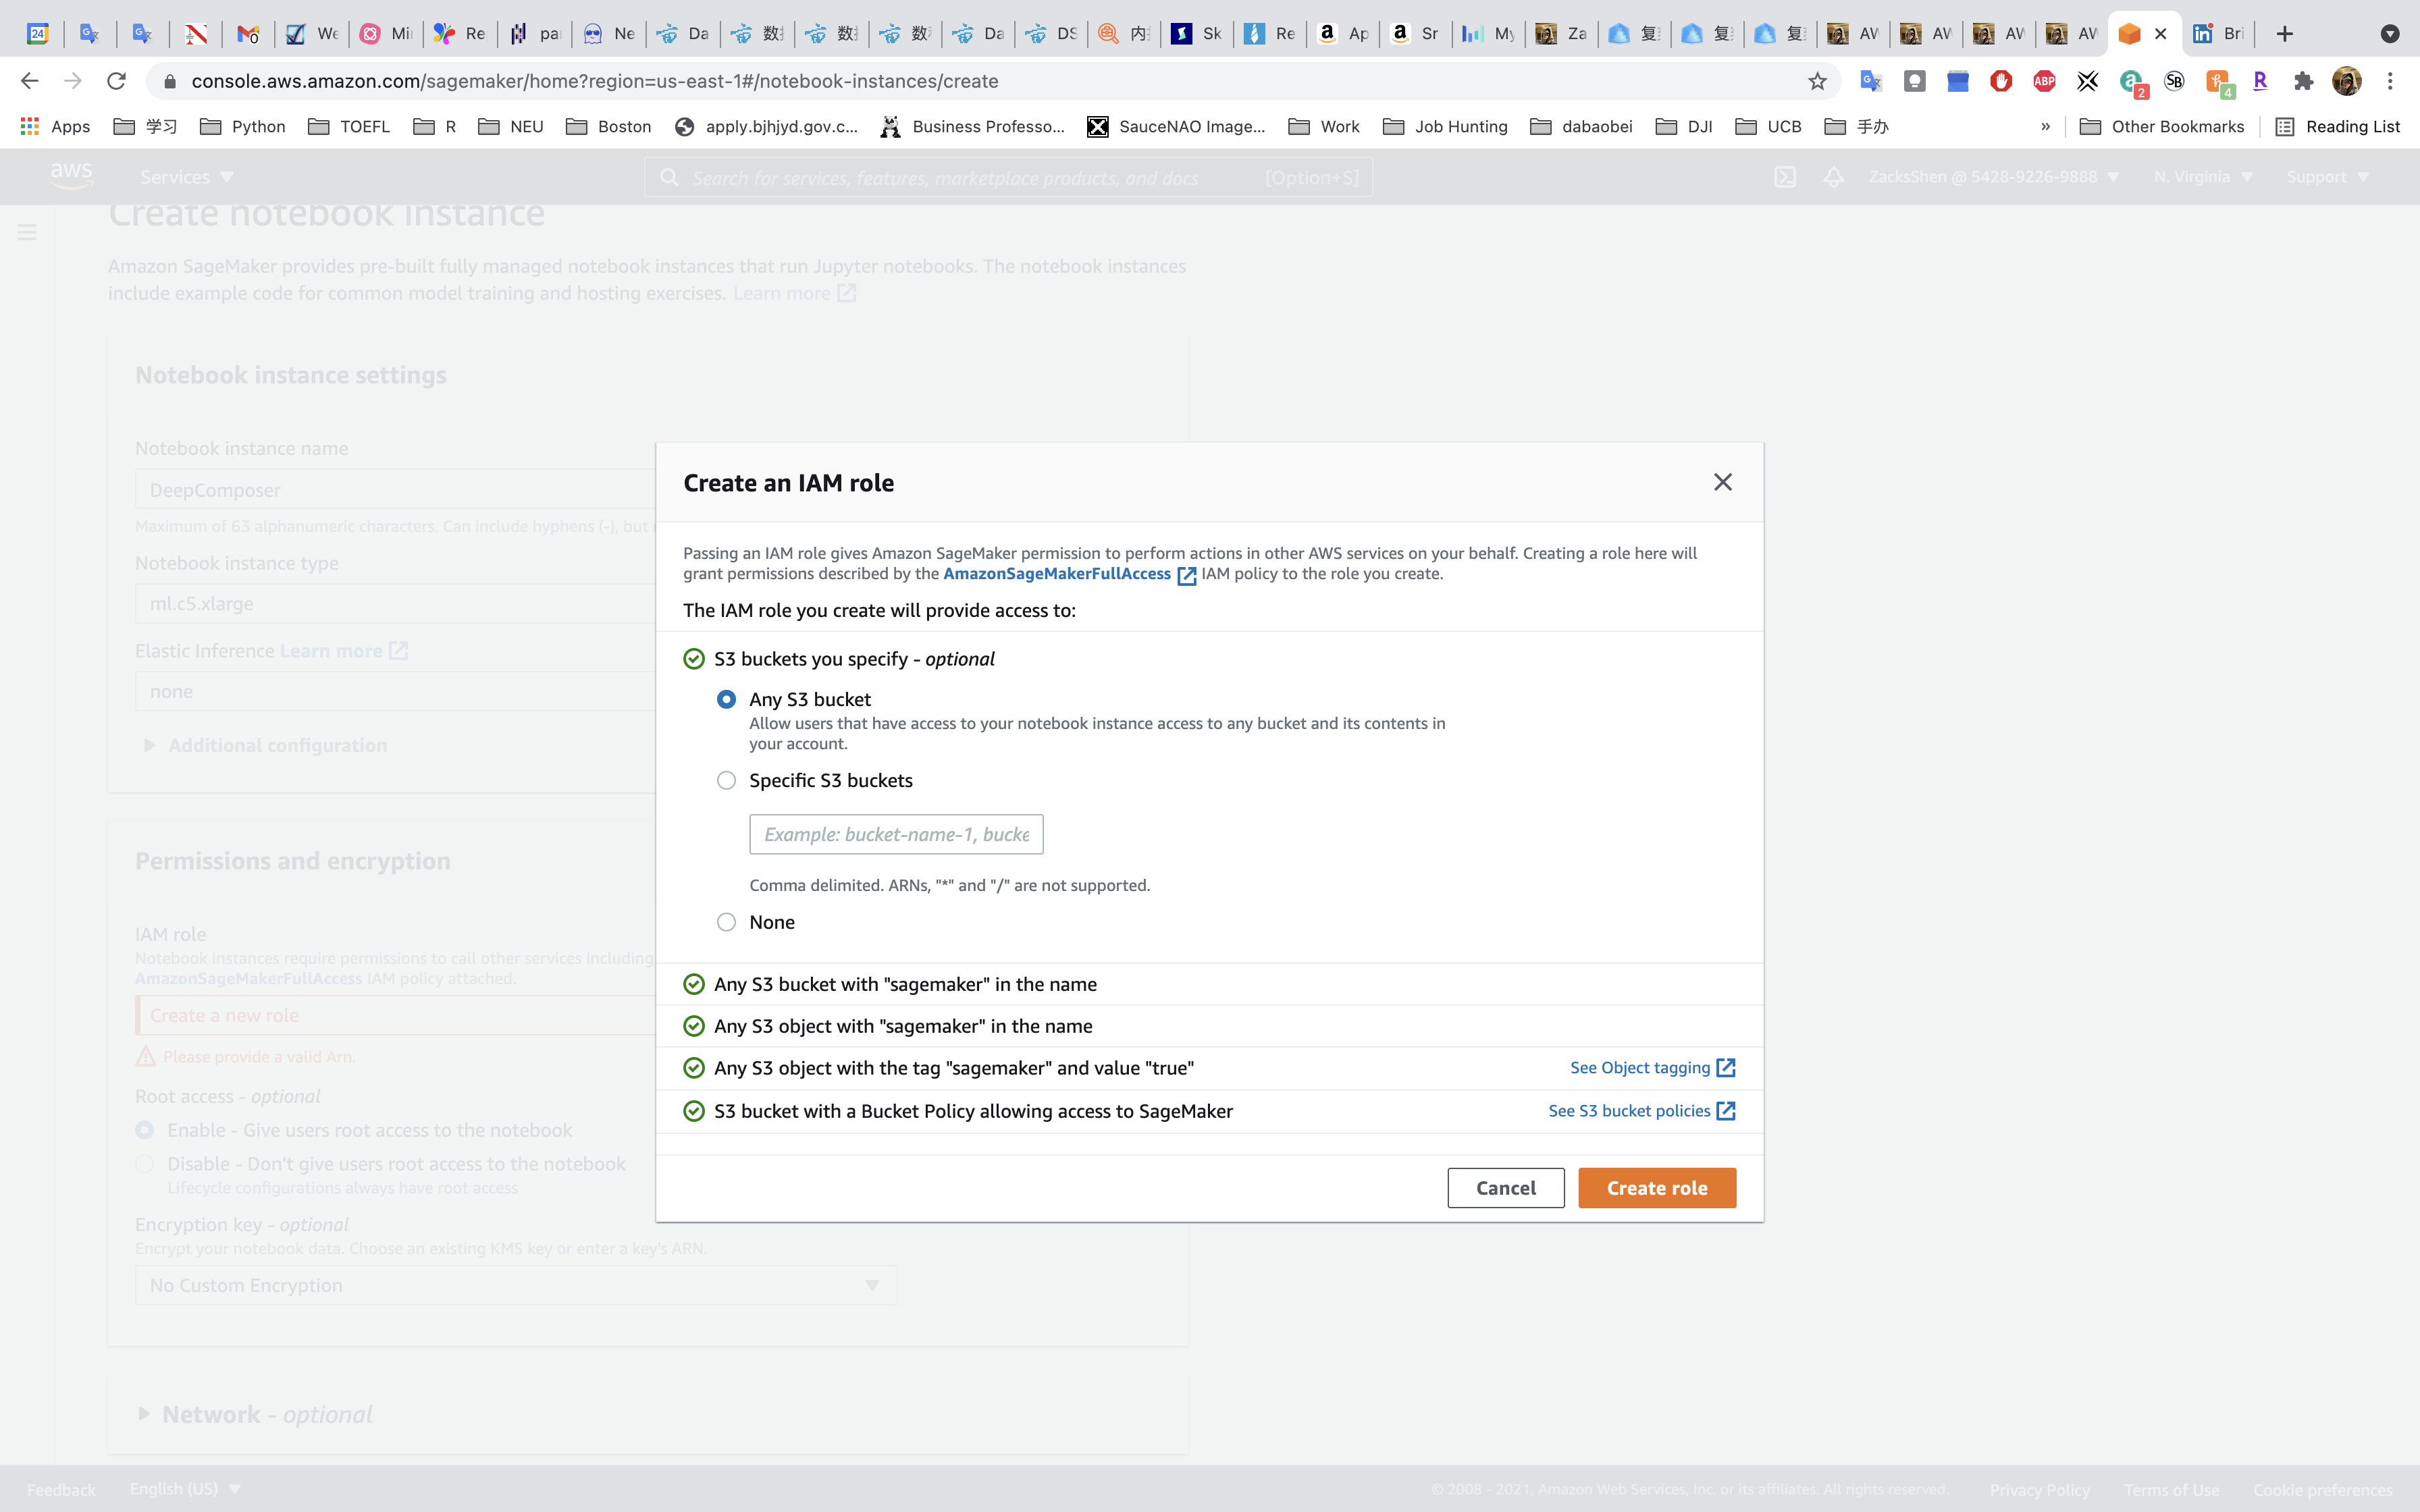 24
We
Mi
Re
pa
Ne
Da
数
数
数
Da
DS
内
Sk
Re
Ap
Sr
My
Za
复
复
复
AW
AW
AW
AW
Bri
console.aws.amazon.com/sagemaker/home?region=us-east-1#/notebook-instances/create
ABP
2
SB
4
R
Apps
学习
Python
TOEFL
R
NEU
Boston
apply.bjhjyd.gov.c...
Business Professo...
SauceNAO Image...
Work
Job Hunting
dabaobei
DJI
UCB
手办
»
Other Bookmarks
Reading List
aws
Services
Search for services, features, marketplace products, and docs
[Option+S]
ZacksShen @ 5428-9226-9888
N. Virginia
Support
Create notebook instance
Amazon SageMaker provides pre-built fully managed notebook instances that run Jupyter notebooks. The notebook instances
include example code for common model training and hosting exercises. Learn more
Notebook instance settings
Notebook instance name
DeepComposer
Maximum of 63 alphanumeric characters. Can include hyphens (-), but
Notebook instance type
ml.c5.xlarge
Elastic Inference Learn more
none
Additional configuration
Permissions and encryption
IAM role
Notebook instances require permissions to call other services including
AmazonSageMakerFullAccess IAM policy attached.
Create a new role
Please provide a valid Arn.
Root access - optional
Enable - Give users root access to the notebook
Disable - Don't give users root access to the notebook
Lifecycle configurations always have root access
Encryption key - optional
Encrypt your notebook data. Choose an existing KMS key or enter a key's ARN.
No Custom Encryption
Network - optional
Create an IAM role
Passing an IAM role gives Amazon SageMaker permission to perform actions in other AWS services on your behalf. Creating a role here will
grant permissions described by the AmazonSageMakerFullAccess IAM policy to the role you create.
The IAM role you create will provide access to:
S3 buckets you specify - optional
Any S3 bucket
Allow users that have access to your notebook instance access to any bucket and its contents in
your account.
Specific S3 buckets
Example: bucket-name-1, bucke
Comma delimited. ARNs, "*" and "/" are not supported.
None
Any S3 bucket with "sagemaker" in the name
Any S3 object with "sagemaker" in the name
Any S3 object with the tag "sagemaker" and value "true"
See Object tagging
S3 bucket with a Bucket Policy allowing access to SageMaker
See S3 bucket policies
Cancel
Create role
Feedback
English (US)
© 2008 - 2021, Amazon Web Services, Inc. or its affiliates. All rights reserved.
Privacy Policy
Terms of Use
Cookie preferences